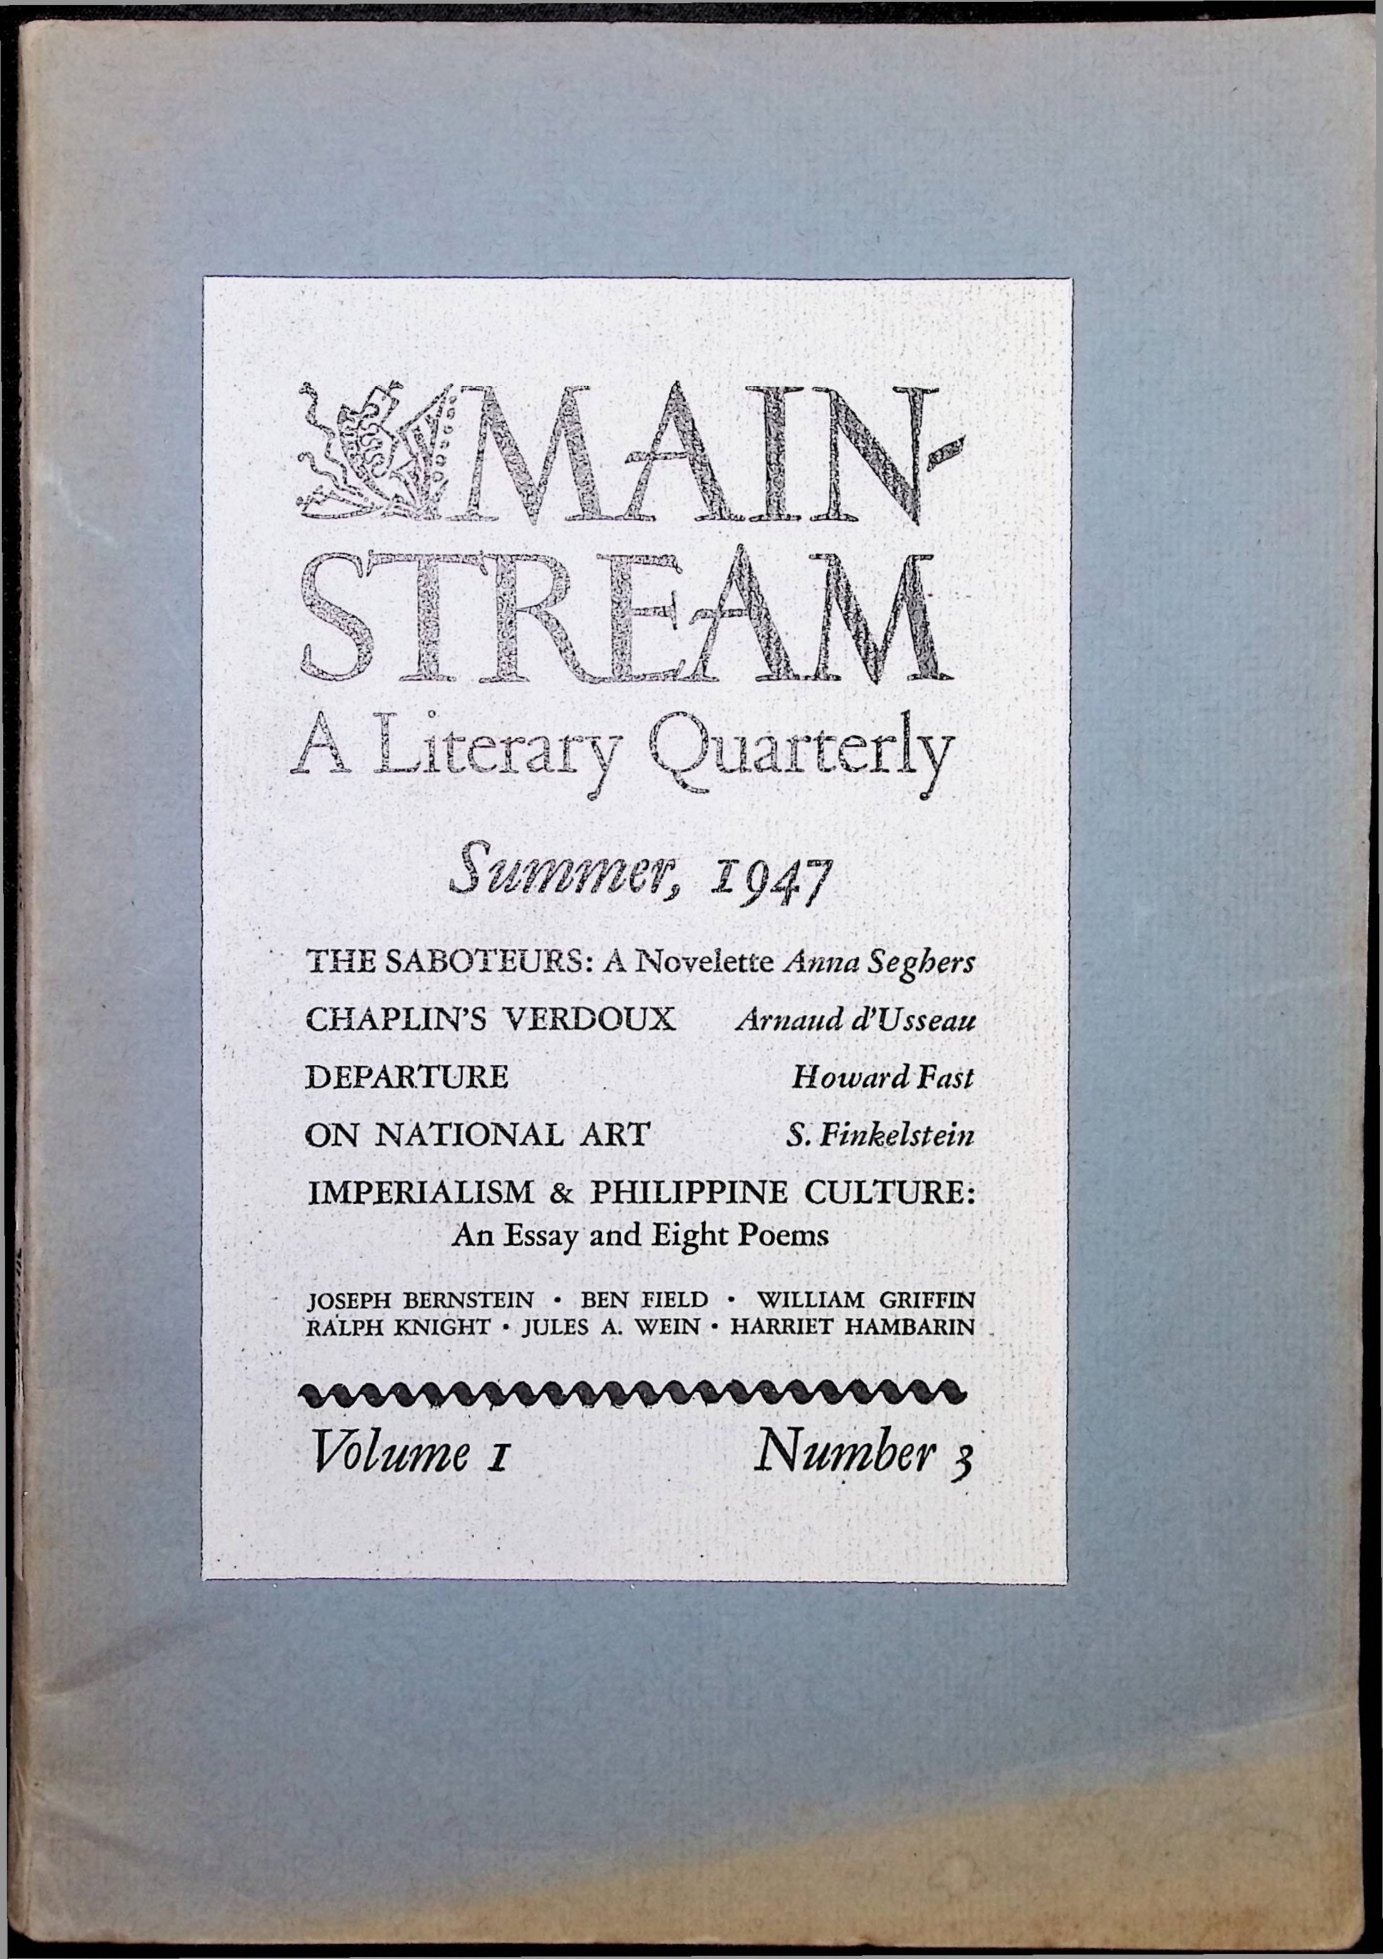 MAIN-
STREAM
A Literary Quarterly
Summer, 1947
THE SABOTEURS: A Novelette Anna Seghers
CHAPLIN'S VERDOUX Arnaud d'Usseau
DEPARTURE Howard Fast
ON NATIONAL ART S. Finkelstein
IMPERIALISM & PHILIPPINE CULTURE:
An Essay and Eight Poems
JOSEPH BERNSTEIN • BEN FIELD • WILLIAM GRIFFIN
RALPH KNIGHT • JULES A. WEIN • HARRIET HAMBARIN
Volume 1 Number 3